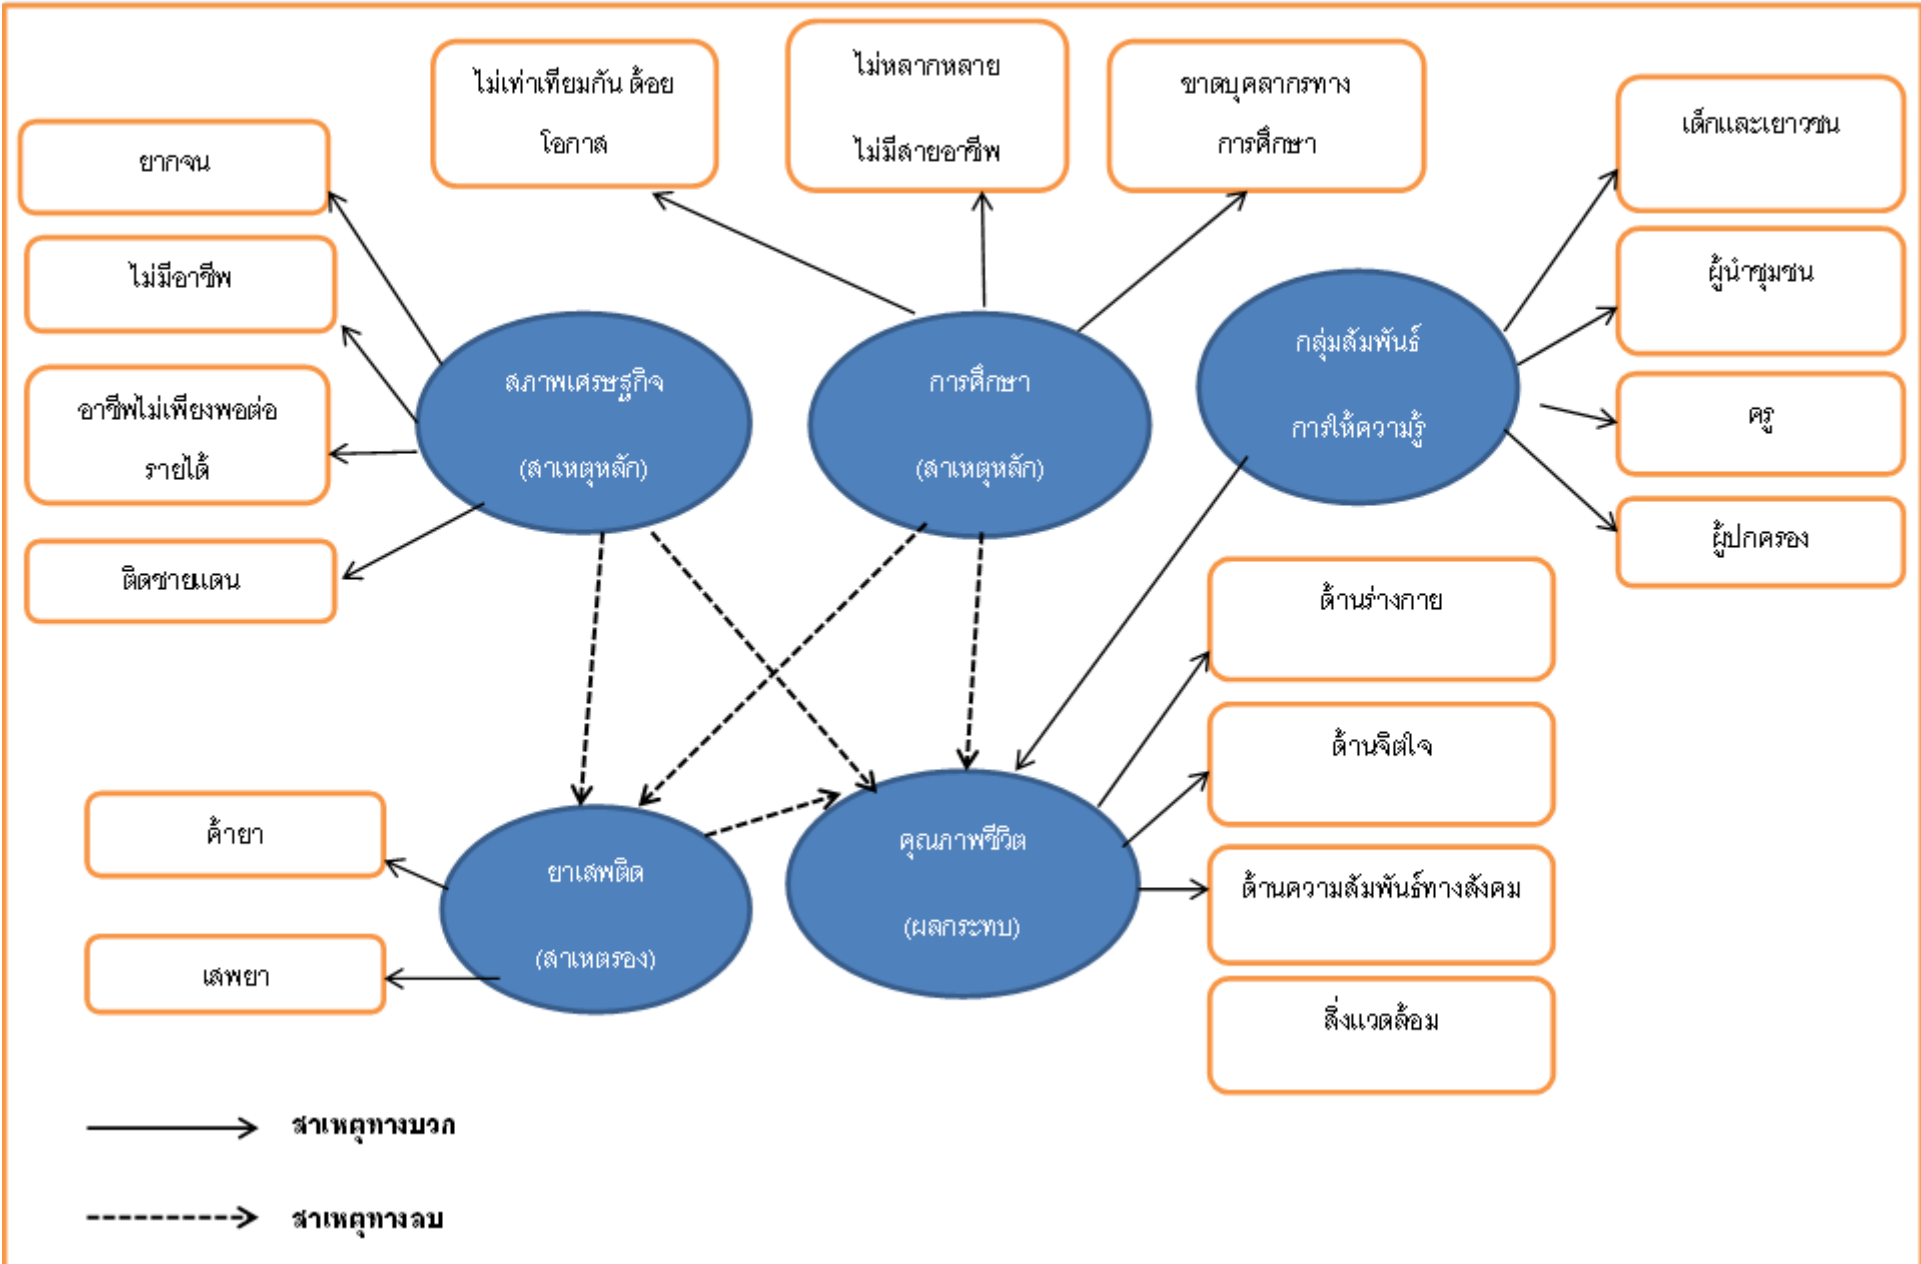 ไม่เท่าเทียมกัน ด้อย
โอกาส
ไม่หลากหลาย
ไม่มีสายอาชีพ
ขาดบุคลากรทาง
การศึกษา
เด็กและเยาวชน
ยากจน
ไม่มีอาชีพ
ผู้นำชุมชน
อาชีพไม่เพียงพอต่อ
รายได้
สภาพเศรษฐกิจ
(สาเหตุหลัก)
การศึกษา
(สาเหตุหลัก)
กลุ่มสัมพันธ์
การให้ความรู้
ครู
ผู้ปกครอง
ติดชายแดน
ด้านร่างกาย
ด้านจิตใจ
ค้ายา
ยาเสพติด
(สาเหตรอง)
คุณภาพชีวิต
(ผลกระทบ)
ด้านความสัมพันธ์ทางสังคม
เสพยา
สิ่งแวดล้อม
สาเหตุทางบวก
สาเหตุทางลบ